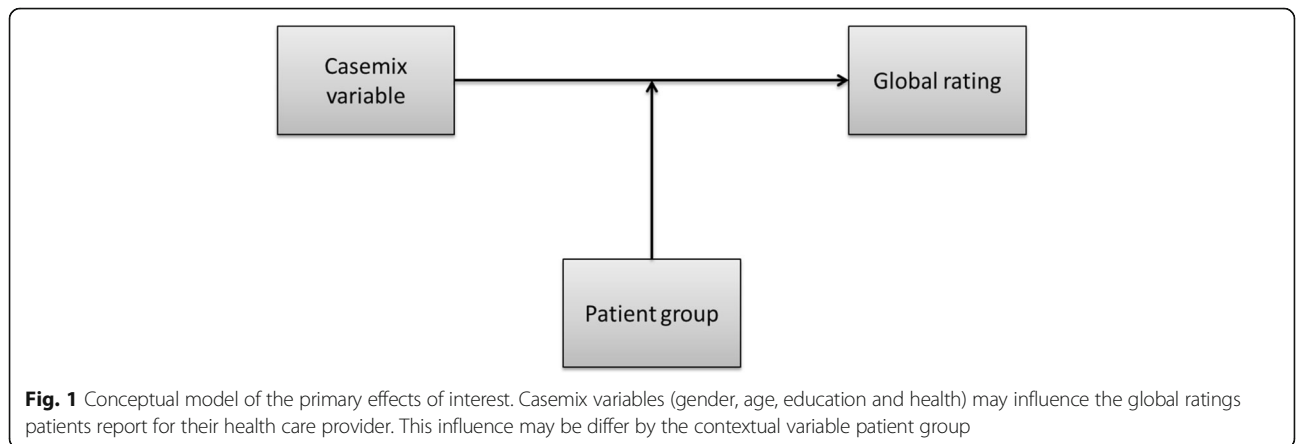 Casemix
variable
Global rating
Patient group
Fig. 1 Conceptual model of the primary effects of interest. Casemix variables (gender, age, education and health) may influence the global ratings
patients report for their health care provider. This influence may be differ by the contextual variable patient group